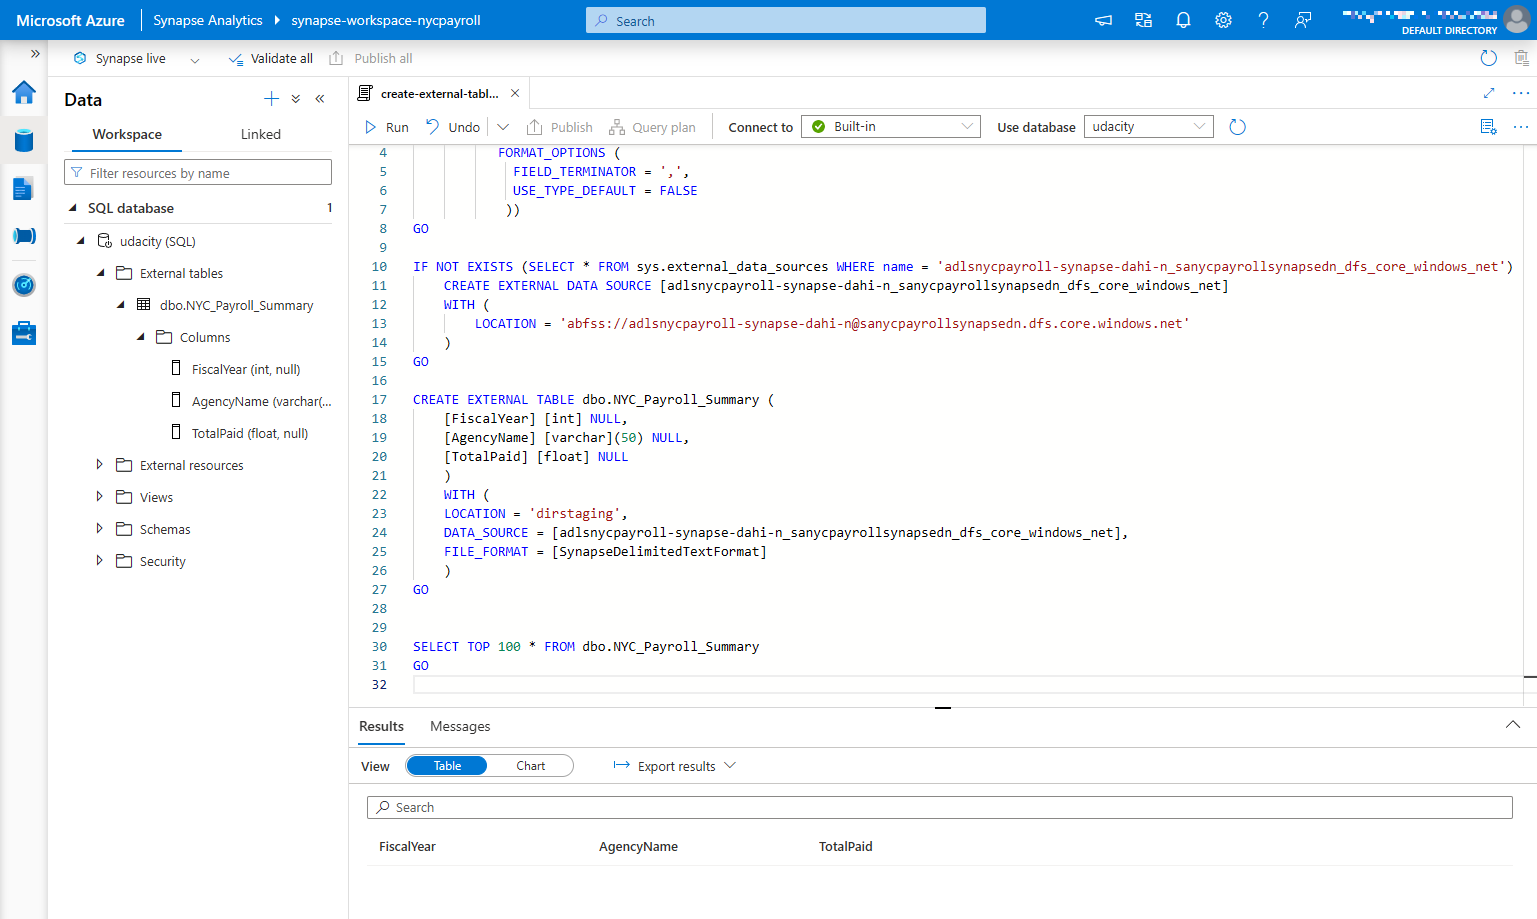 Microsoft Azure
Synapse Analytics
synapse-workspace-nycpayroll
Search
DEFAULT DIRECTORY
Synapse live
Validate all
Publish all
Data
Workspace
Linked
Filter resources by name
SQL database
1
udacity (SQL)
External tables
dbo.NYC_Payroll_Summary
Columns
FiscalYear (int, null)
AgencyName (varchar(...
TotalPaid (float, null)
External resources
Views
Schemas
Security
create-external-tabl...
Run
Undo
Publish
Query plan
Connect to
Built-in
Use database
udacity
4 FORMAT_OPTIONS (
5 FIELD_TERMINATOR = ',',
6 USE_TYPE_DEFAULT = FALSE
7 ))
8 GO
9
10 IF NOT EXISTS (SELECT * FROM sys.external_data_sources WHERE name = 'adlsnycpayroll-synapse-dahi-n_sanycpayrollsynapsedn_dfs_core_windows_net')
11 CREATE EXTERNAL DATA SOURCE [adlsnycpayroll-synapse-dahi-n_sanycpayrollsynapsedn_dfs_core_windows_net]
12 WITH (
13 LOCATION = 'abfss://adlsnycpayroll-synapse-dahi-n@sanycpayrollsynapsedn.dfs.core.windows.net'
14 )
15 GO
16
17 CREATE EXTERNAL TABLE dbo.NYC_Payroll_Summary (
18 [FiscalYear] [int] NULL,
19 [AgencyName] [varchar](50) NULL,
20 [TotalPaid] [float] NULL
21 )
22 WITH (
23 LOCATION = 'dirstaging',
24 DATA_SOURCE = [adlsnycpayroll-synapse-dahi-n_sanycpayrollsynapsedn_dfs_core_windows_net],
25 FILE_FORMAT = [SynapseDelimitedTextFormat]
26 )
27 GO
28
29
30 SELECT TOP 100 * FROM dbo.NYC_Payroll_Summary
31 GO
32
Results
Messages
View
Table
Chart
Export results
Search
FiscalYear
AgencyName
TotalPaid